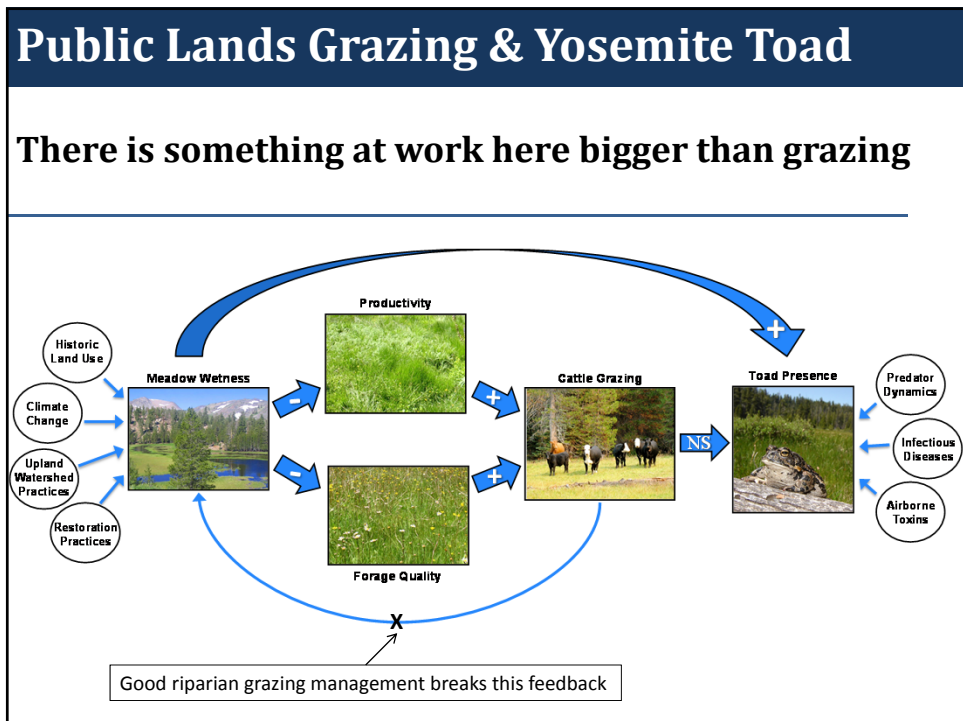 Public Lands Grazing & Yosemite Toad
There is something at work here bigger than grazing
Productivity
Historic
Land Use
Meadow Wetness
Cattle Grazing
Toad Presence
+
Climate
Change
-
+
Predator
Dynamics
NS
Infectious
Diseases
Upland
Watershed
Practices
-
+
Airborne
Toxins
Restoration
Practices
Forage Quality
X
Good riparian grazing management breaks this feedback